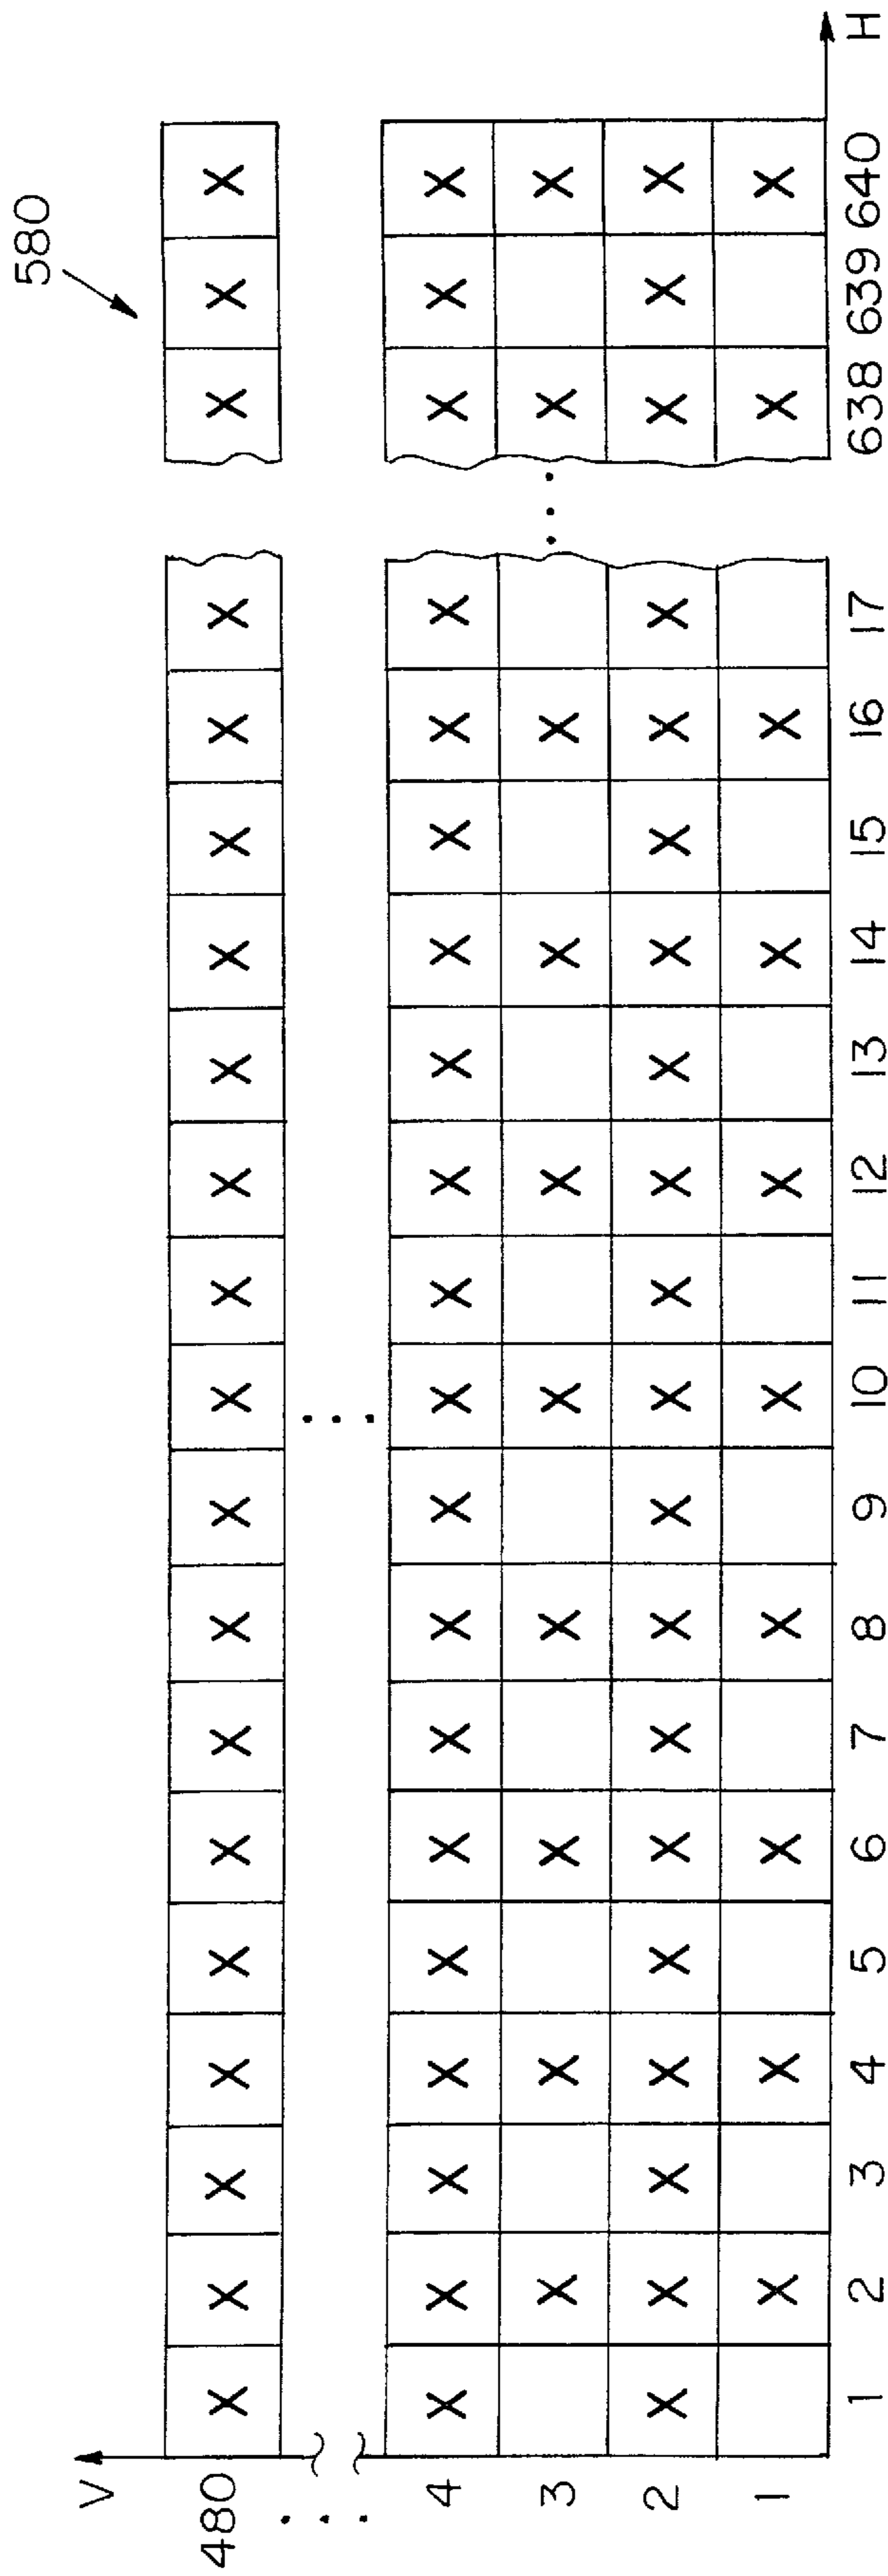 580
V
480 X X X X X X X X X X X X X X X X X X X X
4 X X X X X X X X X X X X X X X X X X X X
3 X X X X X X X X X X
2 X X X X X X X X X X X X X X X X X X X X
1 X X X X X X X X X X
1 2 3 4 5 6 7 8 9 10 11 12 13 14 15 16 17 638 639 640
H